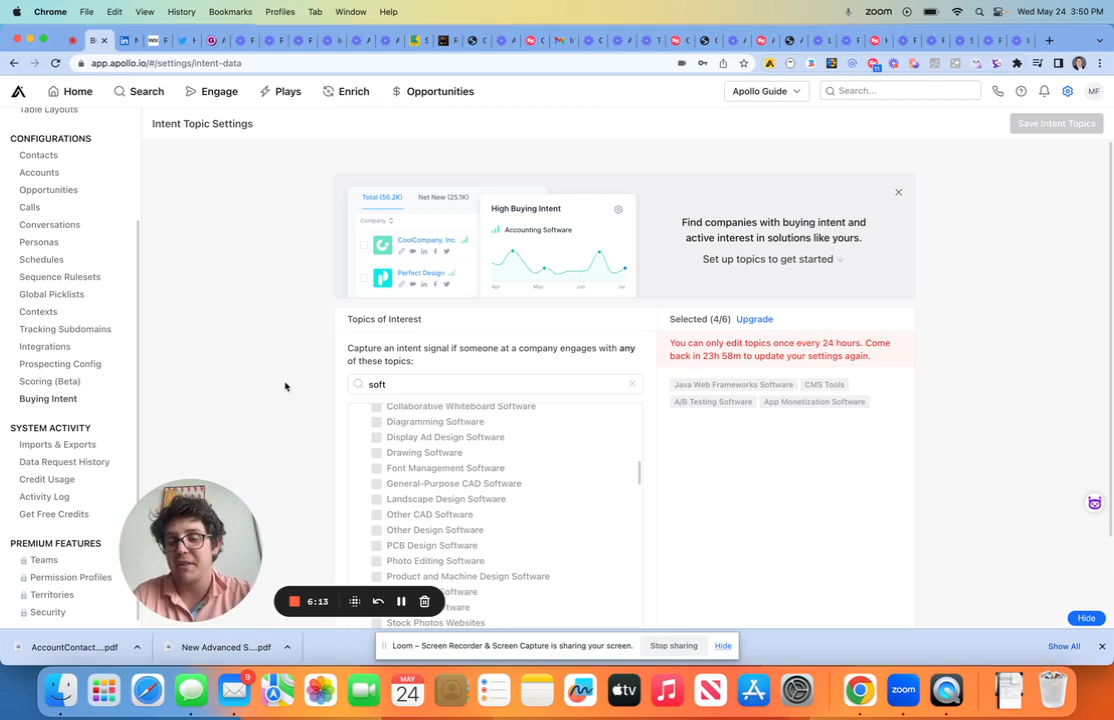 Chrome File Edit View History Bookmarks Profiles Tab Window Help zoom Wed May 24 3:50 PM
app.apollo.io/#/settings/intent-data
Home Search Engage Plays Enrich Opportunities Apollo Guide Search... MF
Table Layouts
CONFIGURATIONS
Contacts
Accounts
Opportunities
Calls
Conversations
Personas
Schedules
Sequence Rulesets
Global Picklists
Contexts
Tracking Subdomains
Integrations
Prospecting Config
Scoring (Beta)
Buying Intent
SYSTEM ACTIVITY
Imports & Exports
Data Request History
Credit Usage
Activity Log
Get Free Credits
PREMIUM FEATURES
Teams
Permission Profiles
Territories
Security
Intent Topic Settings
Save Intent Topics
Total (56.2K) Net New (25.1K)
Company
CoolCompany, Inc.
Perfect Design
High Buying Intent
Accounting Software
Apr May Jun Jul
Find companies with buying intent and
active interest in solutions like yours.
Set up topics to get started
Topics of Interest
Capture an intent signal if someone at a company engages with any
of these topics:
soft
Collaborative Whiteboard Software
Diagramming Software
Display Ad Design Software
Drawing Software
Font Management Software
General-Purpose CAD Software
Landscape Design Software
Other CAD Software
Other Design Software
PCB Design Software
Photo Editing Software
Product and Machine Design Software
Stock Photos Websites
Selected (4/6) Upgrade
You can only edit topics once every 24 hours. Come
back in 23h 58m to update your settings again.
Java Web Frameworks Software CMS Tools
A/B Testing Software App Monetization Software
6:13
Hide
AccountContact....pdf New Advanced S....pdf Show All
Loom – Screen Recorder & Screen Capture is sharing your screen. Stop sharing Hide
9
MAY
24
tv
zoom